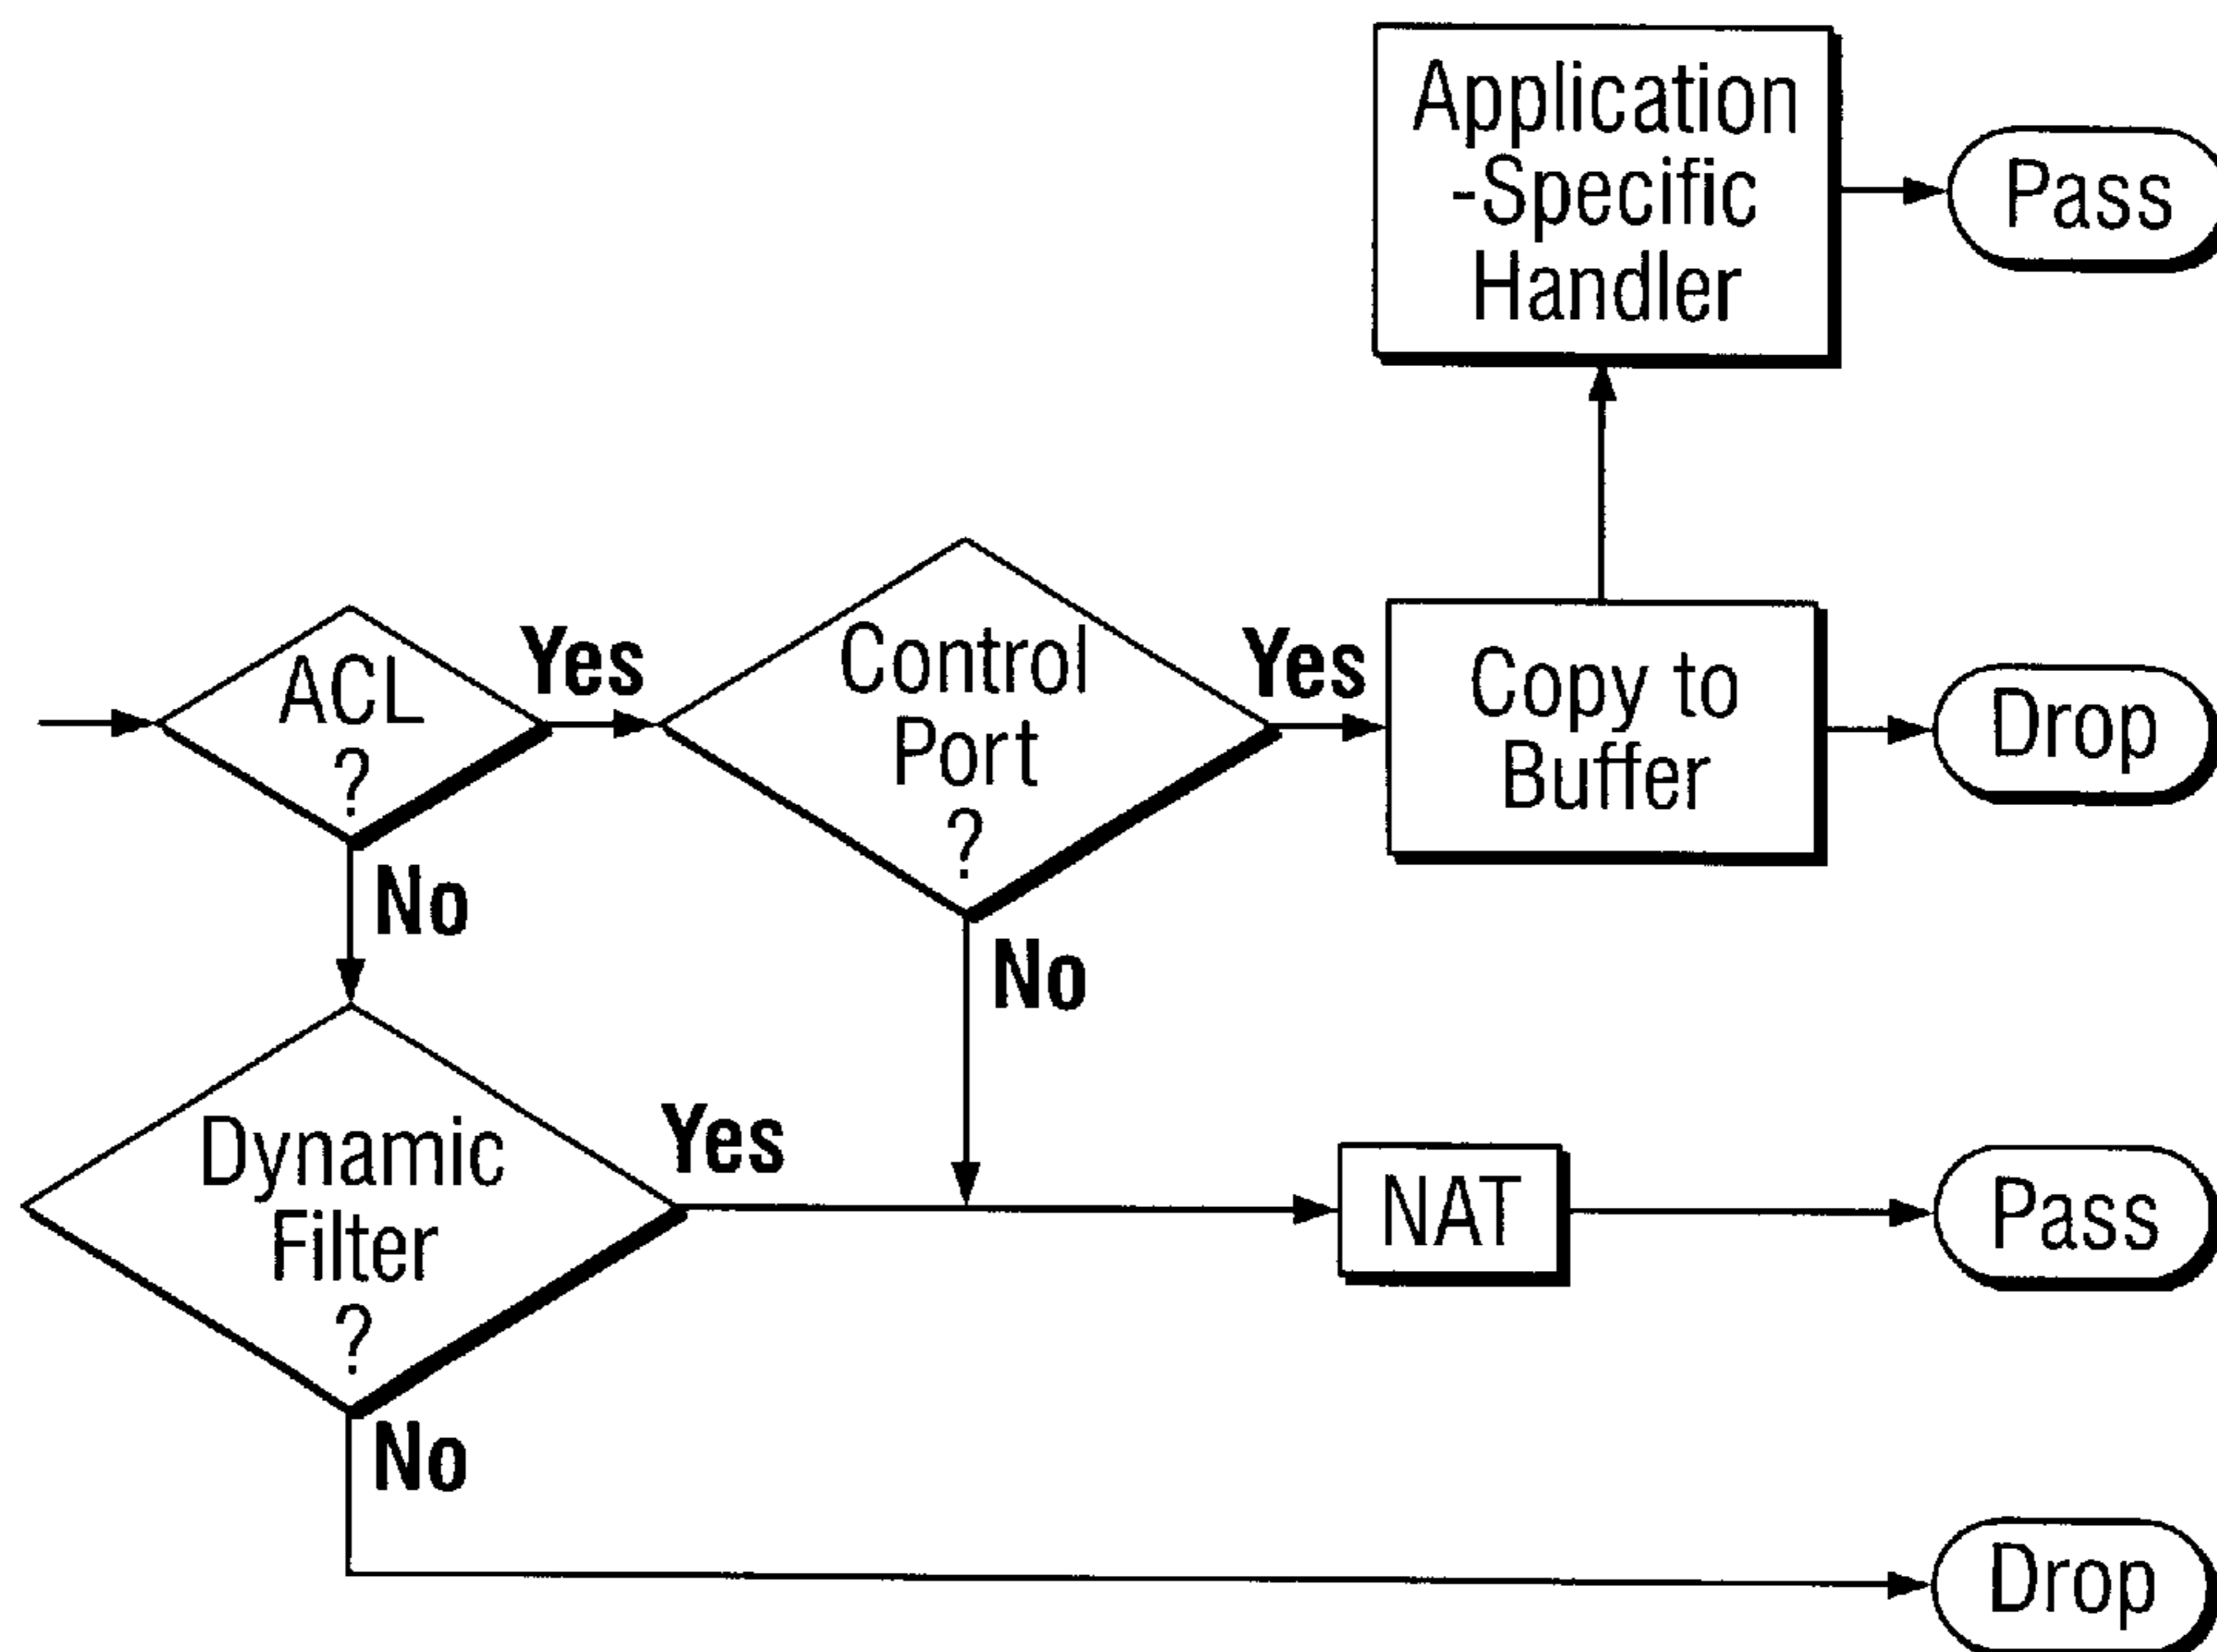 Application
-Specific
Handler
Pass
ACL
?
Yes
Control
Port
?
Yes
Copy to
Buffer
Drop
No
No
Dynamic
Filter
?
Yes
NAT
Pass
No
Drop